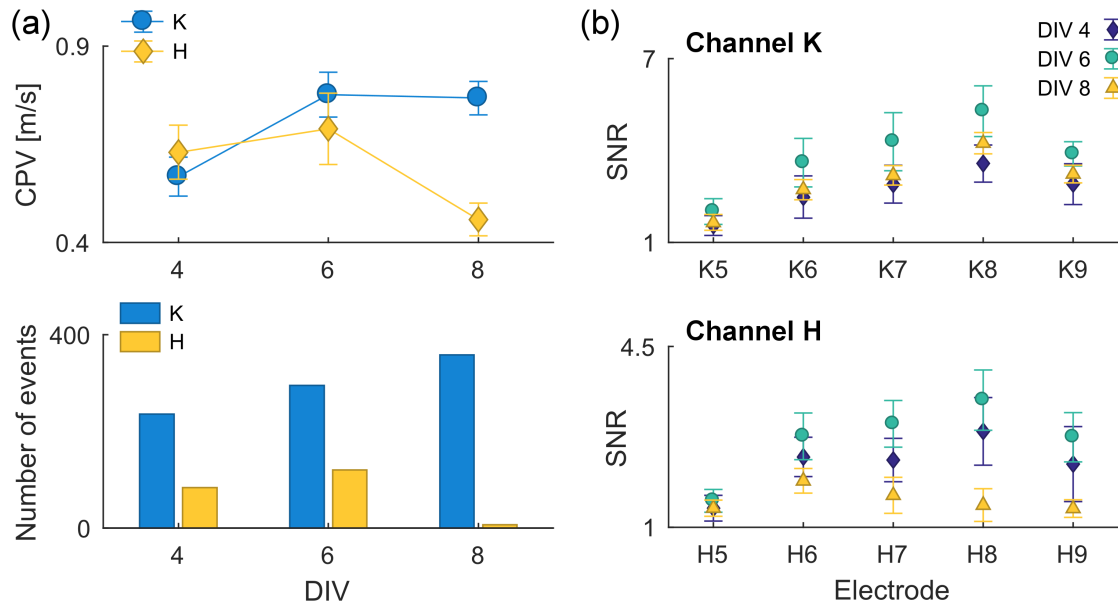 (a)
K
H
0.9
CPV [m/s]
0.4
4 6 8
K
H
400
Number of events
0
4 6 8
DIV
(b)
Channel K
DIV 4
DIV 6
DIV 8
7
SNR
1
K5 K6 K7 K8 K9
Channel H
4.5
SNR
1
H5 H6 H7 H8 H9
Electrode